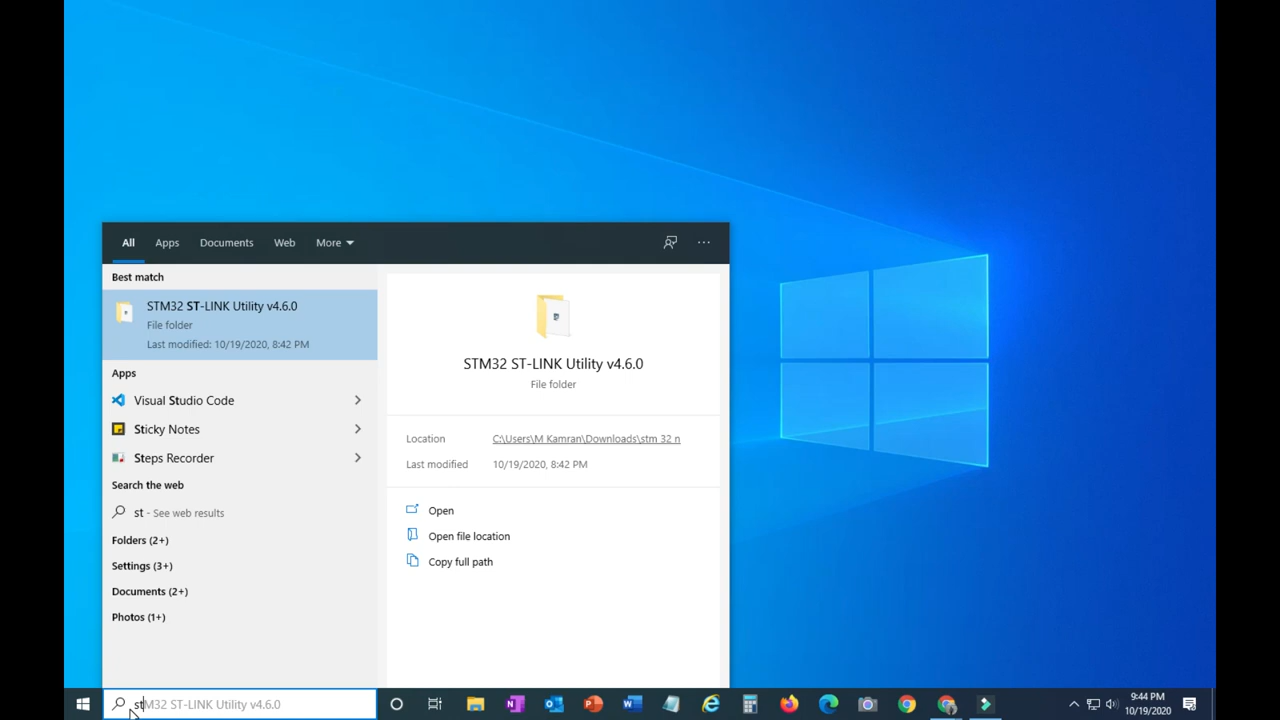 All Apps Documents Web More
Best match
STM32 ST-LINK Utility v4.6.0
File folder
Last modified: 10/19/2020, 8:42 PM
Apps
Visual Studio Code
Sticky Notes
Steps Recorder
Search the web
st - See web results
Folders (2+)
Settings (3+)
Documents (2+)
Photos (1+)
STM32 ST-LINK Utility v4.6.0
File folder
Location C:\Users\M Kamran\Downloads\stm 32 n
Last modified 10/19/2020, 8:42 PM
Open
Open file location
Copy full path
stM32 ST-LINK Utility v4.6.0
9:44 PM
10/19/2020